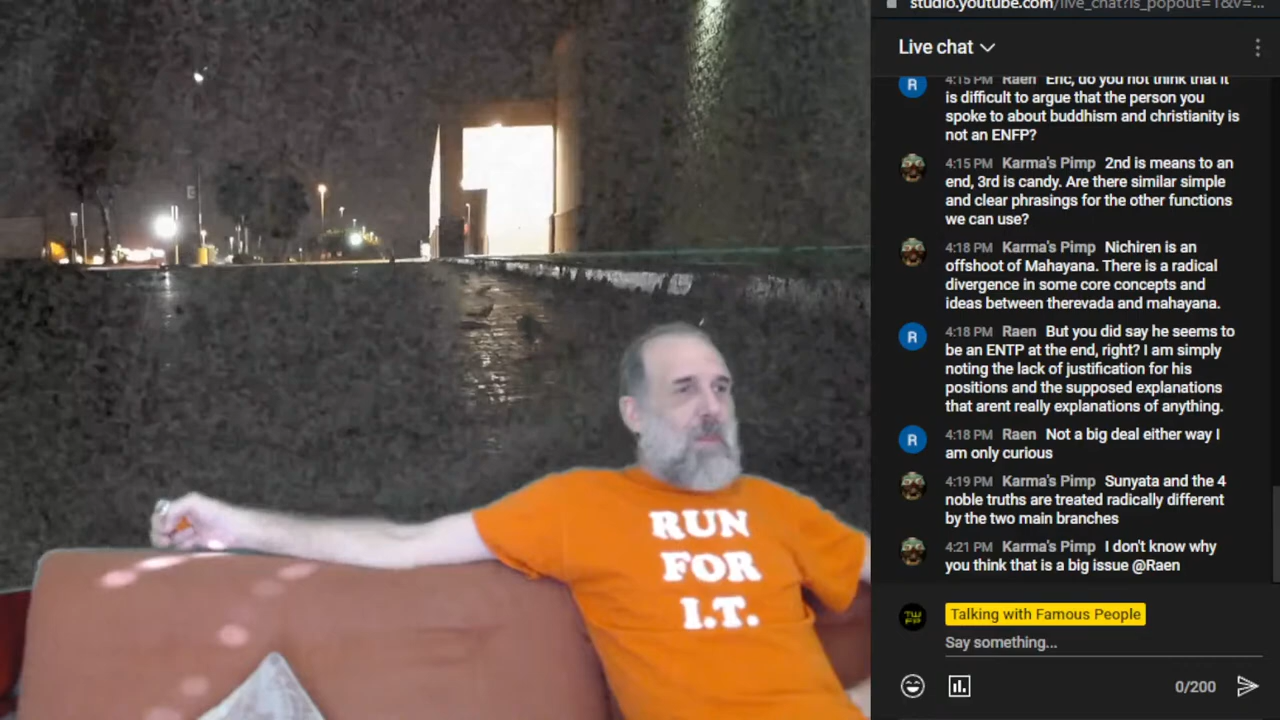 studio.youtube.com/live_chat?is_popout=1&v=...
Live chat
4:15 PM Raen Eric, do you not think that it
is difficult to argue that the person you
spoke to about buddhism and christianity is
not an ENFP?
4:15 PM Karma's Pimp 2nd is means to an
end, 3rd is candy. Are there similar simple
and clear phrasings for the other functions
we can use?
4:18 PM Karma's Pimp Nichiren is an
offshoot of Mahayana. There is a radical
divergence in some core concepts and
ideas between therevada and mahayana.
4:18 PM Raen But you did say he seems to
be an ENTP at the end, right? I am simply
noting the lack of justification for his
positions and the supposed explanations
that arent really explanations of anything.
4:18 PM Raen Not a big deal either way I
am only curious
4:19 PM Karma's Pimp Sunyata and the 4
noble truths are treated radically different
by the two main branches
4:21 PM Karma's Pimp I don't know why
you think that is a big issue @Raen
Talking with Famous People
Say something...
0/200
R
R
R
TW
FP
RUN
FOR
I.T.